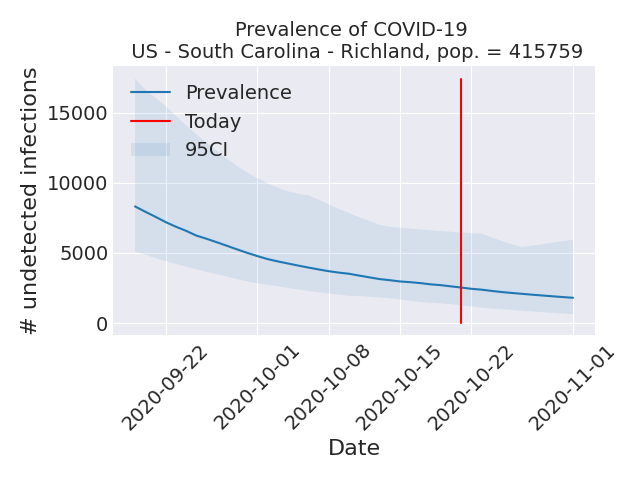 Prevalence of COVID-19
US - South Carolina - Richland, pop. = 415759
# undetected infections
15000
10000
5000
0
Prevalence
Today
95CI
2020-09-22
2020-10-01
2020-10-08
2020-10-15
2020-10-22
2020-11-01
Date